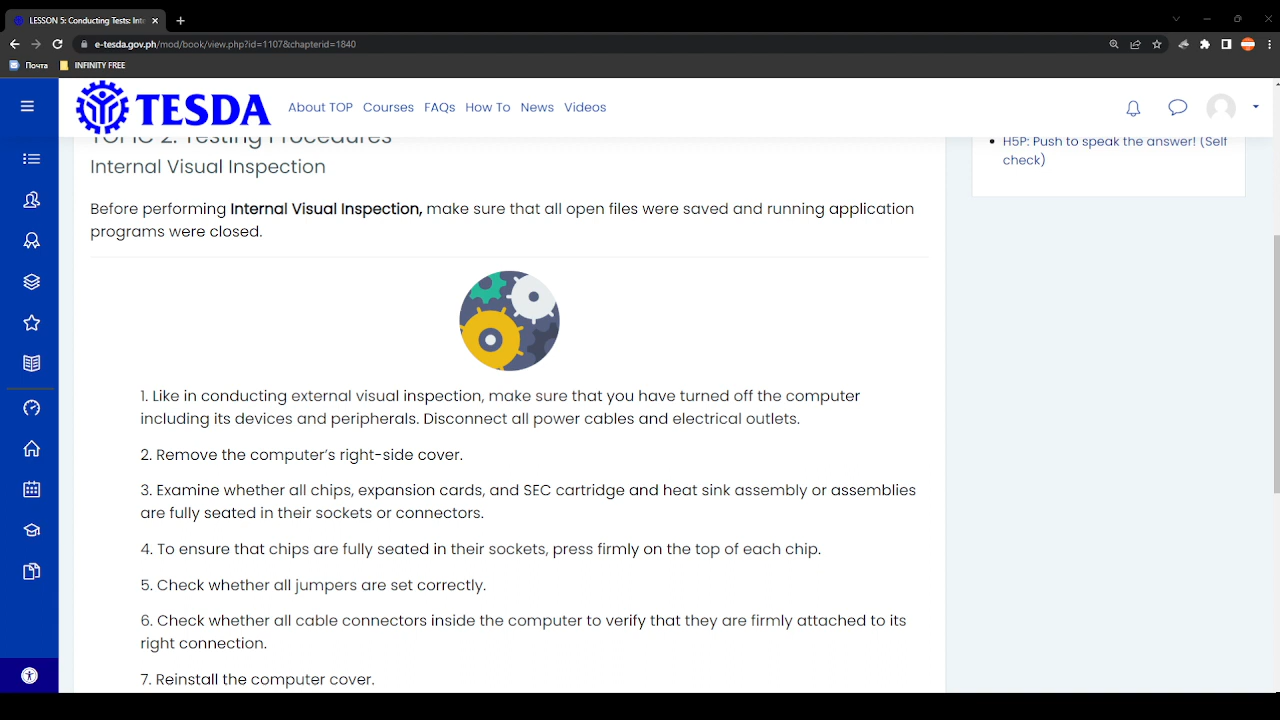 LESSON 5: Conducting Tests: Int
e-tesda.gov.ph/mod/book/view.php?id=1107&chapterid=1840
Почта
INFINITY FREE
TESDA
About TOP Courses FAQs How To News Videos
TOPIC 2: Testing Procedures
H5P: Push to speak the answer! (Self
check)
Internal Visual Inspection
Before performing Internal Visual Inspection, make sure that all open files were saved and running application
programs were closed.
1. Like in conducting external visual inspection, make sure that you have turned off the computer
including its devices and peripherals. Disconnect all power cables and electrical outlets.
2. Remove the computer's right-side cover.
3. Examine whether all chips, expansion cards, and SEC cartridge and heat sink assembly or assemblies
are fully seated in their sockets or connectors.
4. To ensure that chips are fully seated in their sockets, press firmly on the top of each chip.
5. Check whether all jumpers are set correctly.
6. Check whether all cable connectors inside the computer to verify that they are firmly attached to its
right connection.
7. Reinstall the computer cover.